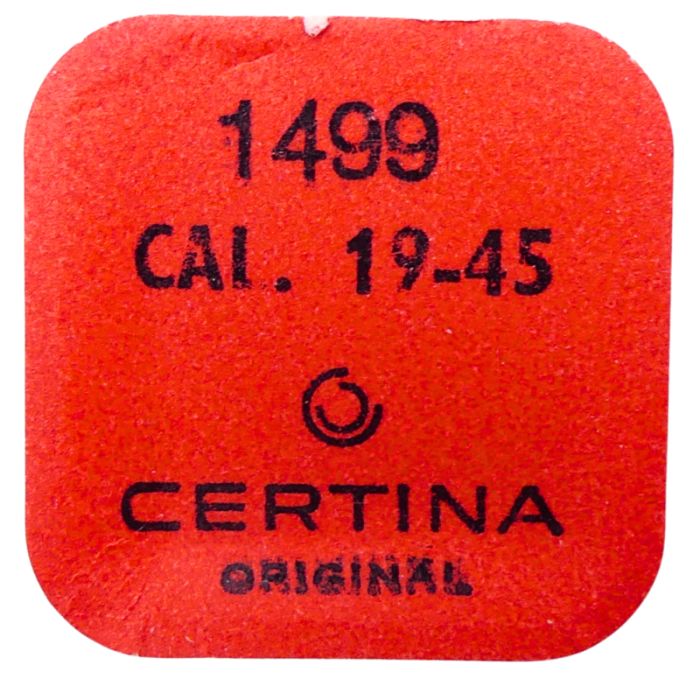 1499
CAL. 19-45
CERTINA
ORIGINAL